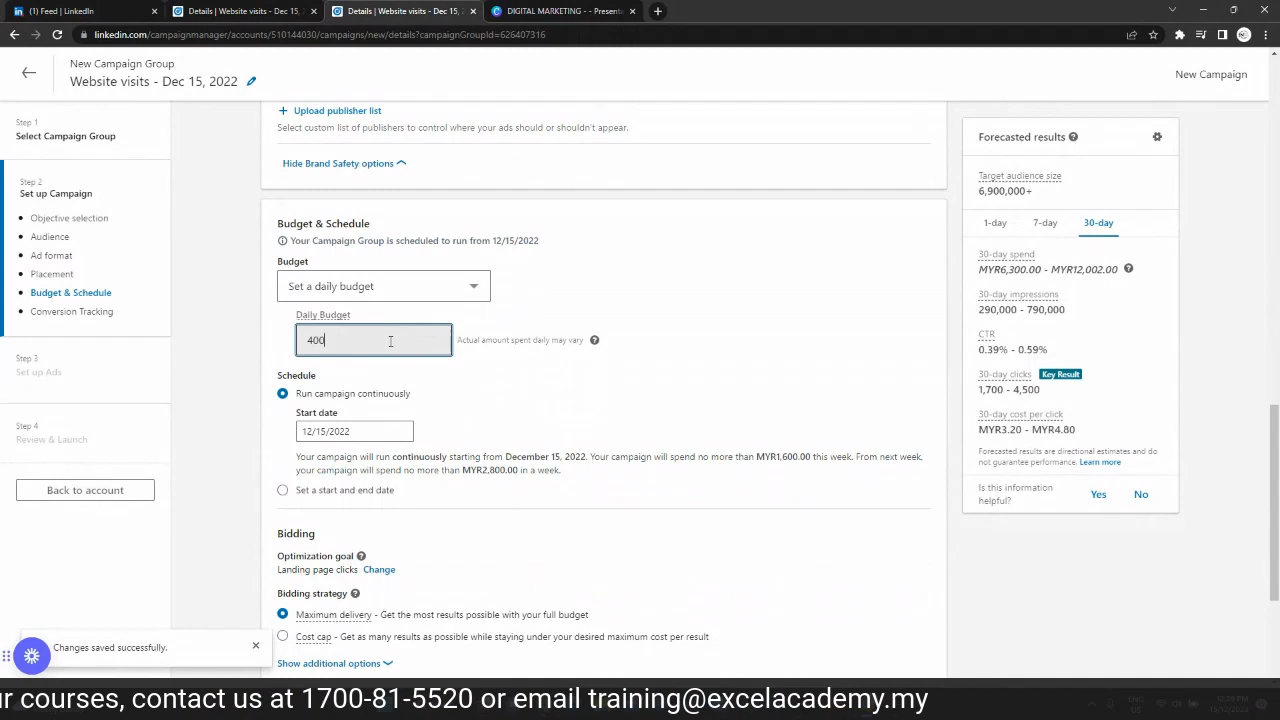 (1) Feed | LinkedIn
Details | Website visits - Dec 15,
Details | Website visits - Dec 15, 2
DIGITAL MARKETING - - Presenta
linkedin.com/campaignmanager/accounts/510144030/campaigns/new/details?campaignGroupId=626407316
New Campaign Group
Website visits - Dec 15, 2022
New Campaign
Step 1
Select Campaign Group
Step 2
Set up Campaign
Objective selection
Audience
Ad format
Placement
Budget & Schedule
Conversion Tracking
Step 3
Set up Ads
Step 4
Review & Launch
Back to account
Changes saved successfully.
+ Upload publisher list
Select custom list of publishers to control where your ads should or shouldn't appear.
Hide Brand Safety options
Budget & Schedule
Your Campaign Group is scheduled to run from 12/15/2022
Budget
Set a daily budget
Daily Budget
400
Actual amount spent daily may vary
Schedule
Run campaign continuously
Start date
12/15/2022
Your campaign will run continuously starting from December 15, 2022. Your campaign will spend no more than MYR1,600.00 this week. From next week,
your campaign will spend no more than MYR2,800.00 in a week.
Set a start and end date
Bidding
Optimization goal
Landing page clicks Change
Bidding strategy
Maximum delivery - Get the most results possible with your full budget
Cost cap - Get as many results as possible while staying under your desired maximum cost per result
Show additional options
Forecasted results
Target audience size
6,900,000+
1-day 7-day 30-day
30-day spend
MYR6,300.00 - MYR12,002.00
30-day impressions
290,000 - 790,000
CTR
0.39% - 0.59%
30-day clicks Key Result
1,700 - 4,500
30-day cost per click
MYR3.20 - MYR4.80
Forecasted results are directional estimates and do
not guarantee performance. Learn more
Is this information
helpful?
Yes No
ur courses, contact us at 1700-81-5520 or email training@excelacademy.my